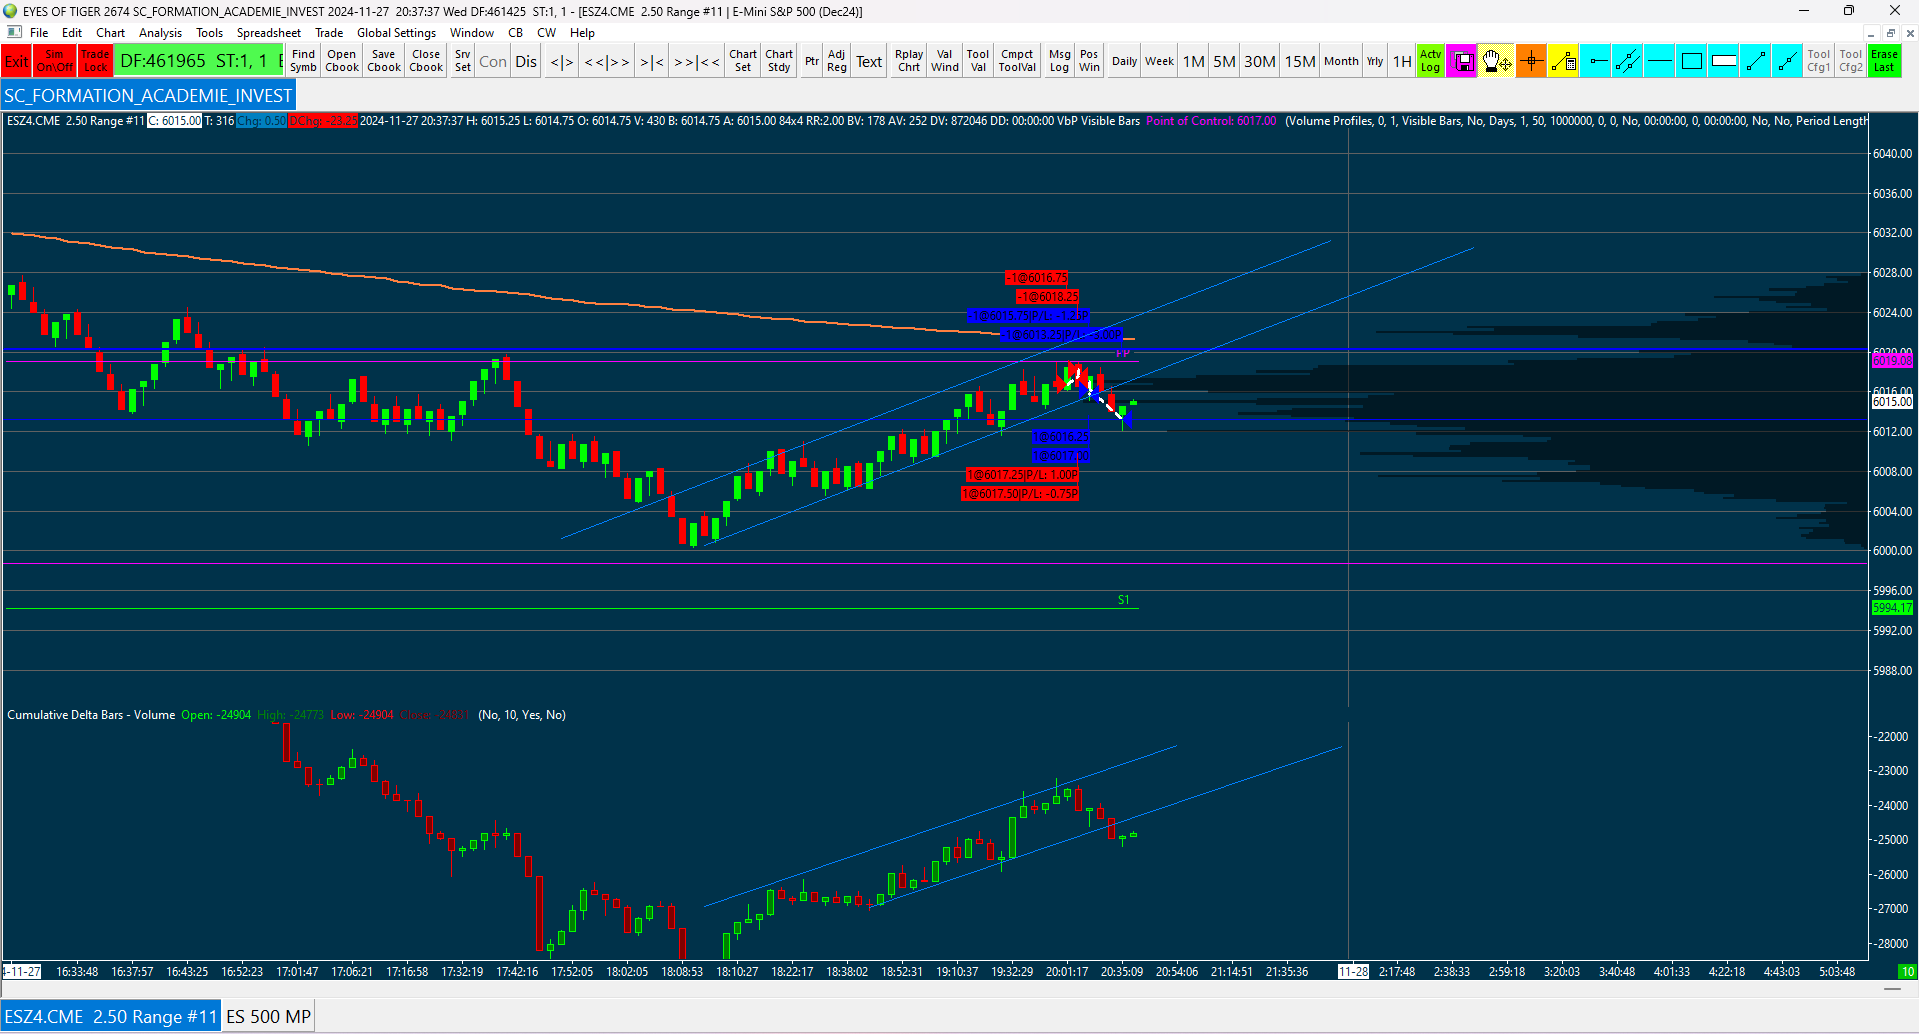 EYES OF TIGER 2674 SC_FORMATION_ACADEMIE_INVEST 2024-11-27 20:37:37 Wed DF:461425 ST:1, 1 - [ESZ4.CME 2.50 Range #11 | E-Mini S&P 500 (Dec24)]
File Edit Chart Analysis Tools Spreadsheet Trade Global Settings Window CB CW Help
Exit Sim On\Off Trade Lock DF:461965 ST:1, 1 Find Symb Open Cbook Save Cbook Close Cbook Srv Set Con Dis <|> <<|>> >|< >>|<< Chart Set Chart Stdy Ptr Adj Reg Text Rplay Chrt Val Wind Tool Val Cmpct ToolVal Msg Log Pos Win Daily Week 1M 5M 30M 15M Month Yrly 1H Actv Log Tool Cfg1 Tool Cfg2 Erase Last
SC_FORMATION_ACADEMIE_INVEST
ESZ4.CME 2.50 Range #11 C: 6015.00 T: 316 Chg: 0.50 DChg: -23.25 2024-11-27 20:37:37 H: 6015.25 L: 6014.75 O: 6014.75 V: 430 B: 6014.75 A: 6015.00 84x4 RR:2.00 BV: 178 AV: 252 DV: 872046 DD: 00:00:00 VbP Visible Bars Point of Control: 6017.00 (Volume Profiles, 0, 1, Visible Bars, No, Days, 1, 50, 1000000, 0, 0, No, 00:00:00, 0, 00:00:00, No, No, Period Length
6040.00
6036.00
6032.00
6028.00
-1@6016.75
-1@6018.25
6024.00
-1@6015.75|P/L: -1.25P
PP
6020.00
6019.08
6016.00
6015.00
6012.00
1@6016.25
1@6017.00
6008.00
1@6017.25|P/L: 1.00P
1@6017.50|P/L: -0.75P
6004.00
6000.00
5996.00
S1
5994.17
5992.00
5988.00
Cumulative Delta Bars - Volume Open: -24904 High: -24773 Low: -24904 Close: -24831 (No, 10, Yes, No)
-22000
-23000
-24000
-25000
-26000
-27000
-28000
4-11-27 16:33:48 16:37:57 16:43:25 16:52:23 17:01:47 17:06:21 17:16:58 17:32:19 17:42:16 17:52:05 18:02:05 18:08:53 18:10:27 18:22:17 18:38:02 18:52:31 19:10:37 19:32:29 20:01:17 20:35:09 20:54:06 21:14:51 21:35:36 11-28 2:17:48 2:38:33 2:59:18 3:20:03 3:40:48 4:01:33 4:22:18 4:43:03 5:03:48 10
ESZ4.CME 2.50 Range #11 ES 500 MP